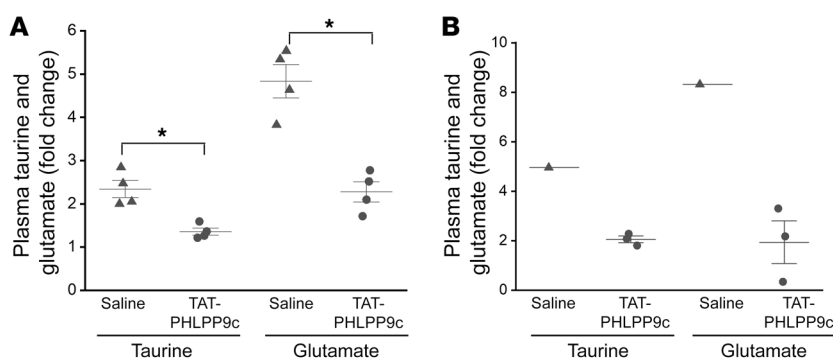 A
Plasma taurine and
glutamate (fold change)
6
5
4
3
2
1
0
*
*
Saline
TAT-
PHLPP9c
Saline
TAT-
PHLPP9c
Taurine
Glutamate
B
Plasma taurine and
glutamate (fold change)
10
8
6
4
2
0
Saline
TAT-
PHLPP9c
Saline
TAT-
PHLPP9c
Taurine
Glutamate